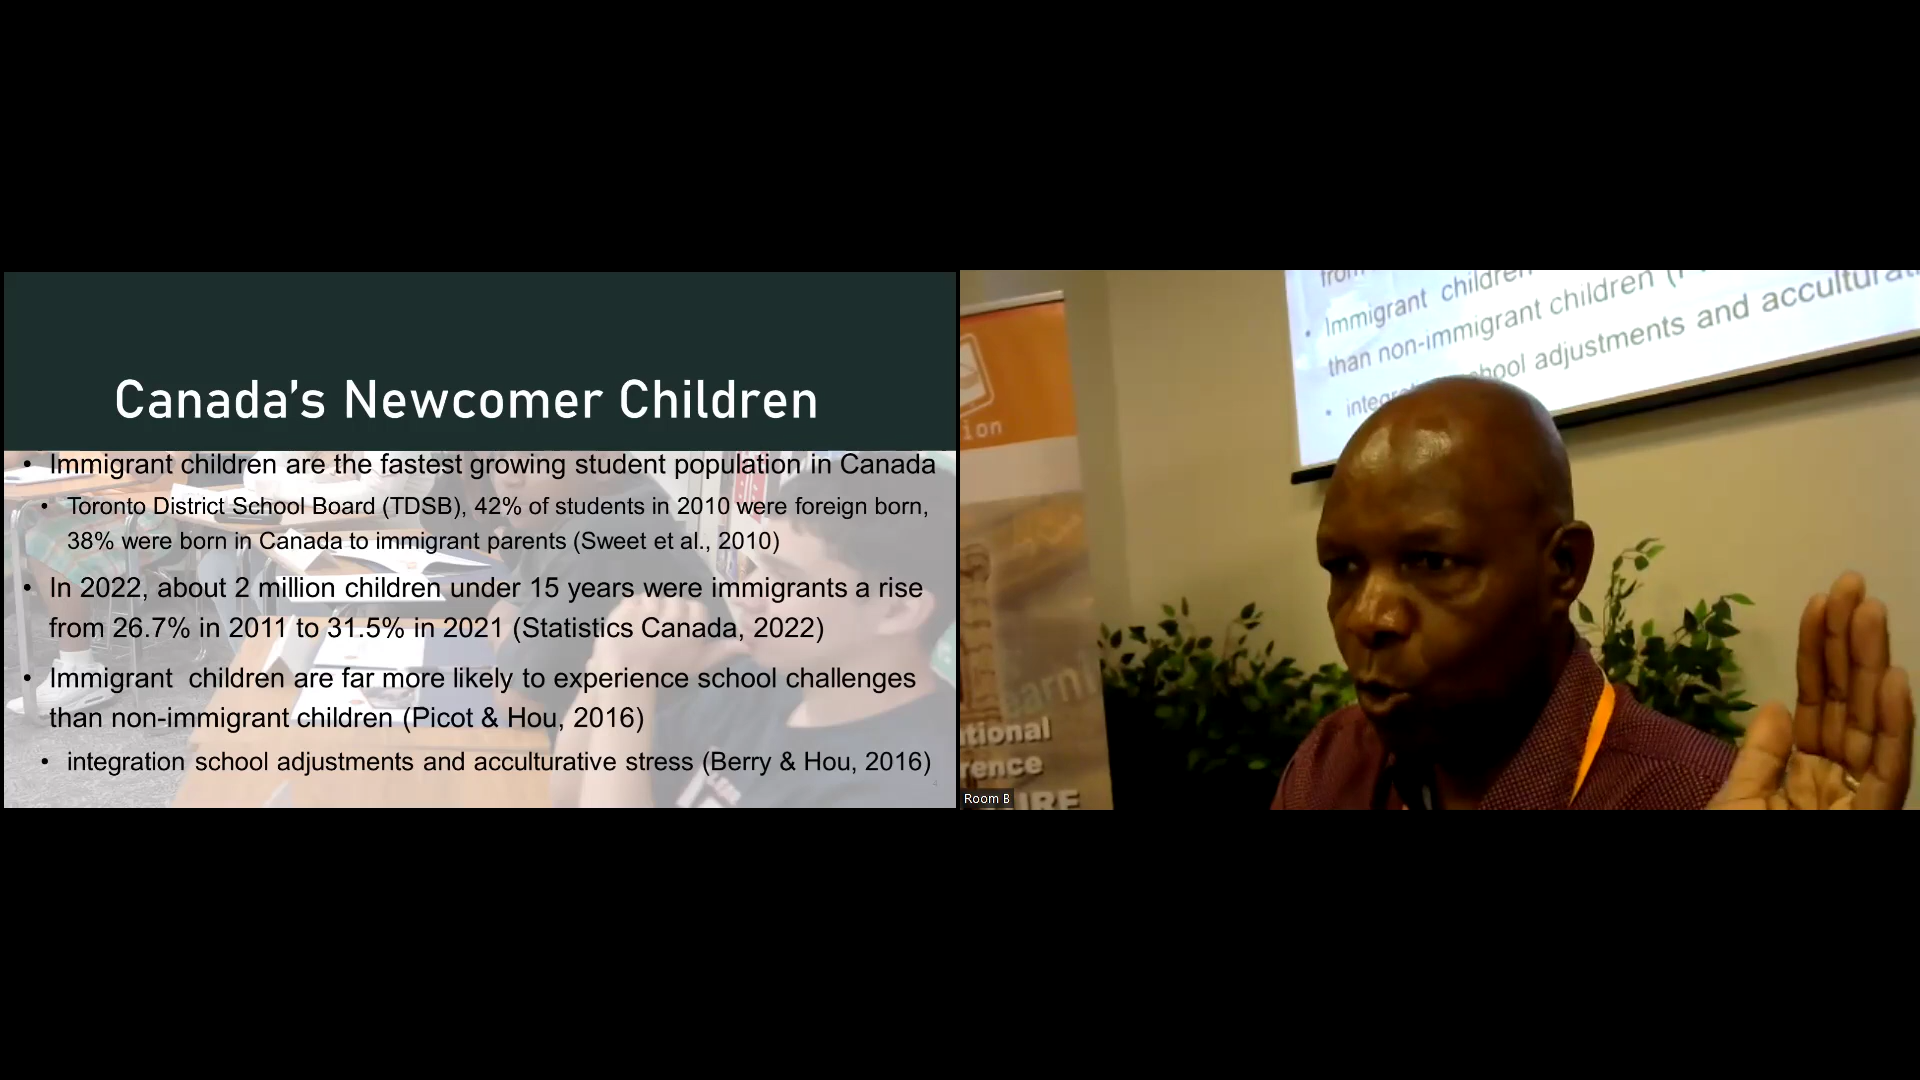 Canada's Newcomer Children
• Immigrant children are the fastest growing student population in Canada
• Toronto District School Board (TDSB), 42% of students in 2010 were foreign born,
38% were born in Canada to immigrant parents (Sweet et al., 2010)
• In 2022, about 2 million children under 15 years were immigrants a rise
from 26.7% in 2011 to 31.5% in 2021 (Statistics Canada, 2022)
• Immigrant children are far more likely to experience school challenges
than non-immigrant children (Picot & Hou, 2016)
• integration school adjustments and acculturative stress (Berry & Hou, 2016)
from
• Immigrant children
than non-immigrant children (
• school adjustments and
ion
tional
rence
Room B